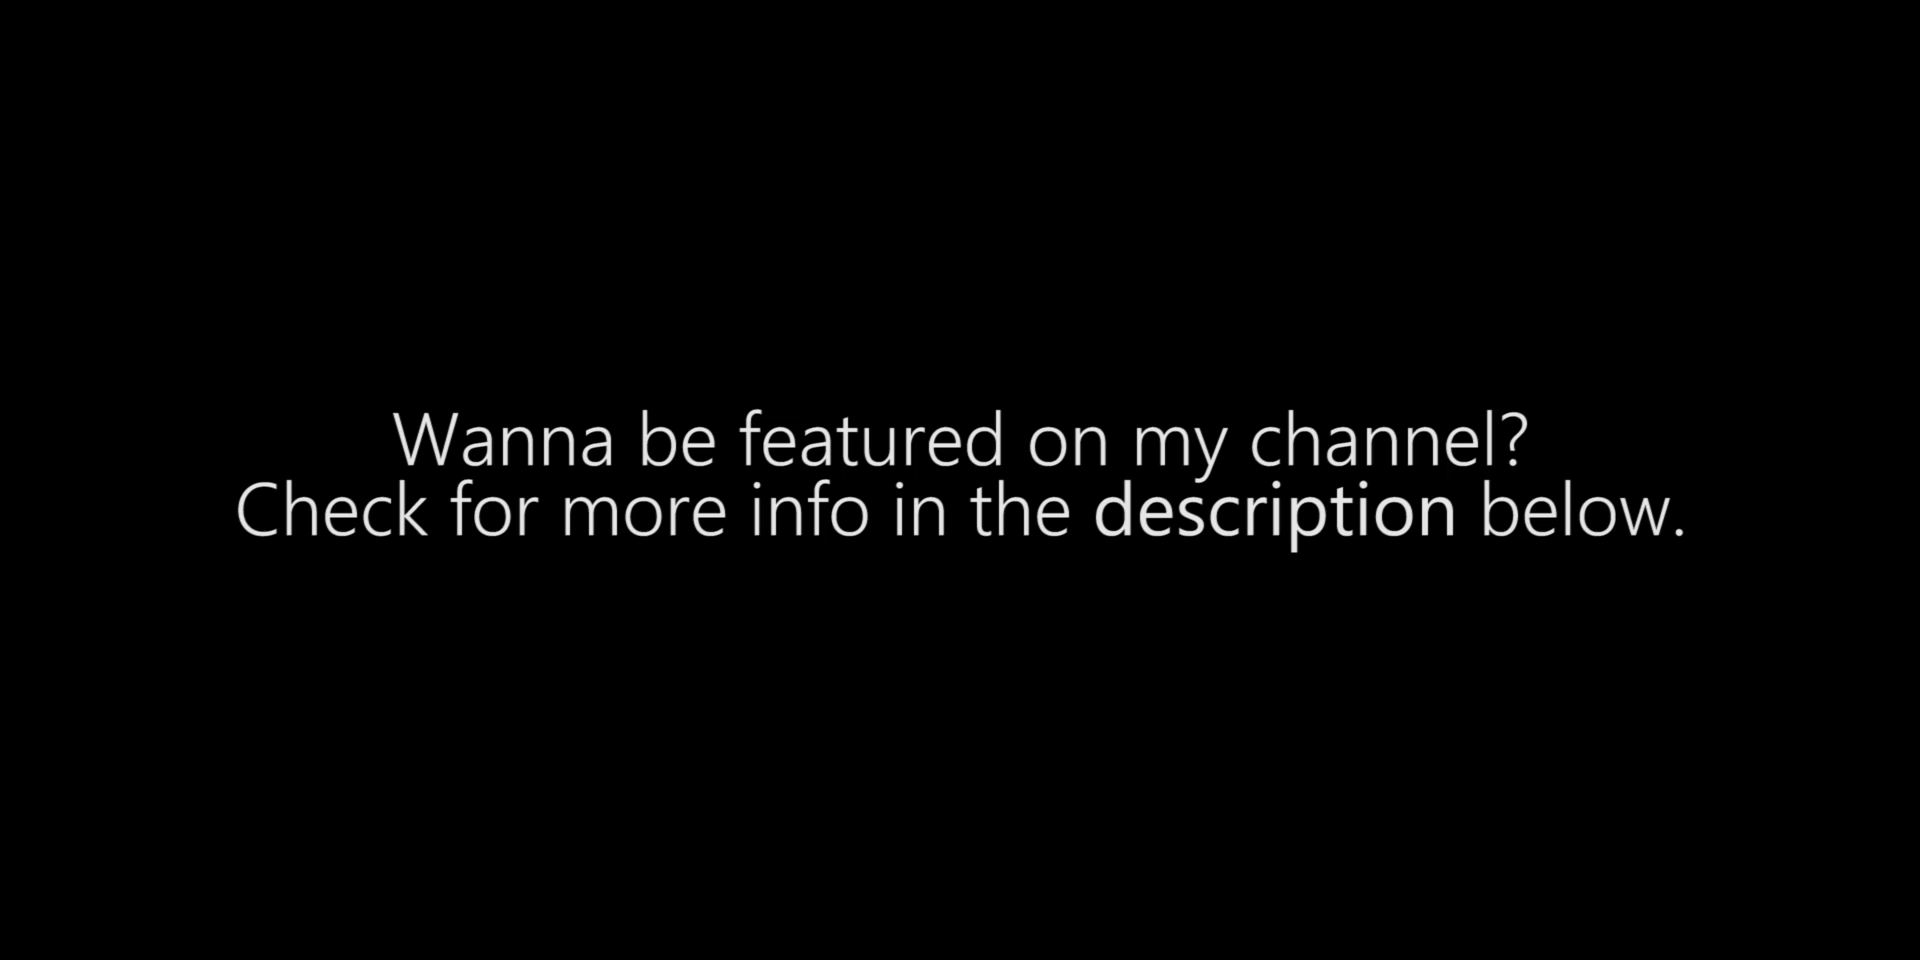 Wanna be featured on my channel?
Check for more info in the description below.